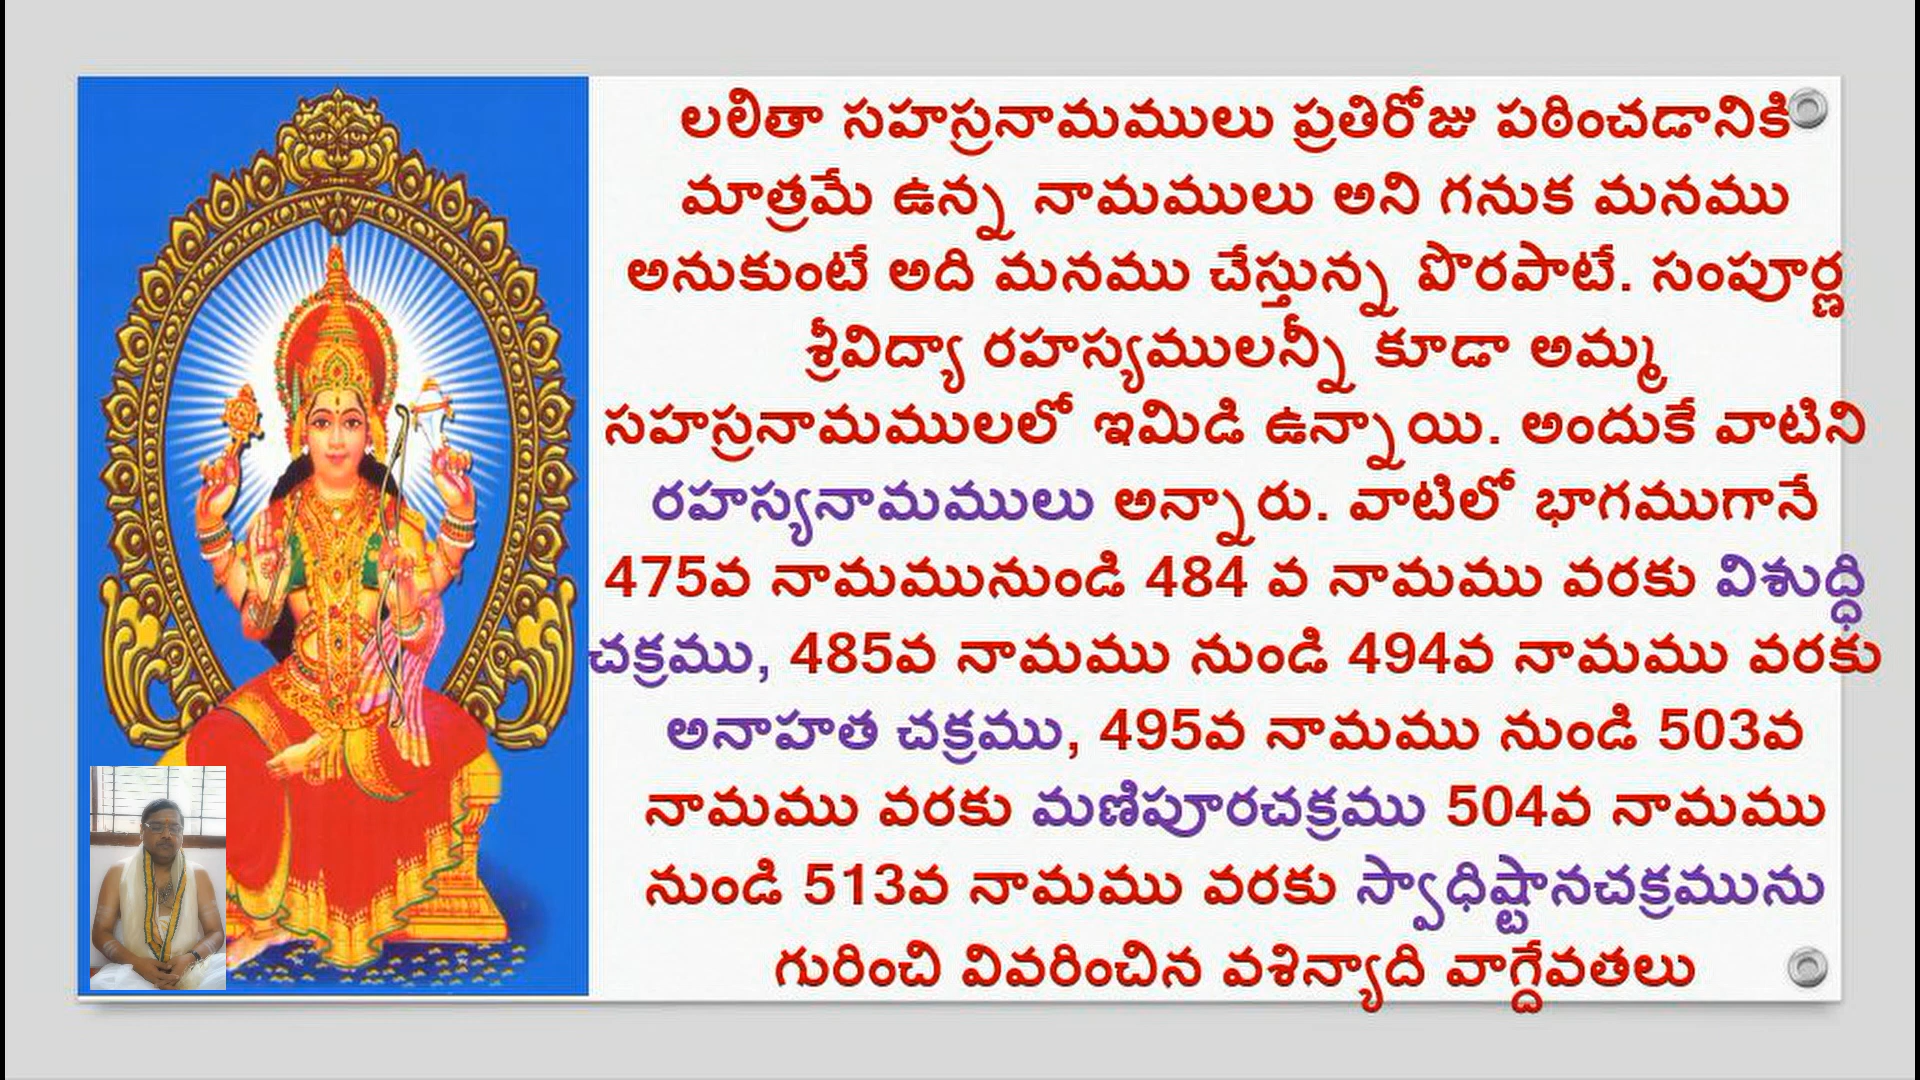 లలితా సహస్రనామములు ప్రతిరోజు పఠించడానికి
మాత్రమే ఉన్న నామములు అని గనుక మనము
అనుకుంటే అది మనము చేస్తున్న పొరపాటే. సంపూర్ణ
శ్రీవిద్యా రహస్యములన్నీ కూడా అమ్మ
సహస్రనామములలో ఇమిడి ఉన్నాయి. అందుకే వాటిని
రహస్యనామములు అన్నారు. వాటిలో భాగముగానే
475వ నామమునుండి 484 వ నామము వరకు విశుద్ధి
చక్రము, 485వ నామము నుండి 494వ నామము వరకు
అనాహత చక్రము, 495వ నామము నుండి 503వ
నామము వరకు మణిపూరచక్రము 504వ నామము
నుండి 513వ నామము వరకు స్వాధిష్టానచక్రమును
గురించి వివరించిన వశిన్యాది వాగ్దేవతలు